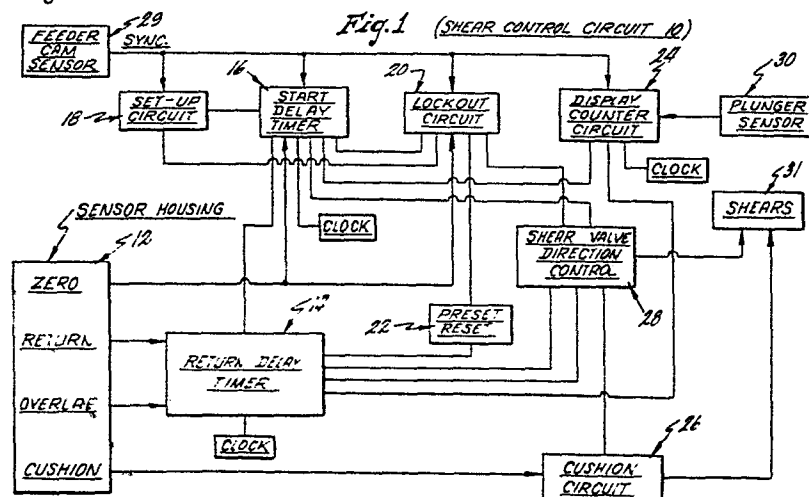 Fig. 1 (SHEAR CONTROL CIRCUIT 10)
29
FEEDER
CAM
SENSOR
SYNC.
16
20
24
30
18
SET-UP
CIRCUIT
START
DELAY
TIMER
LOCKOUT
CIRCUIT
DISPLAY
COUNTER
CIRCUIT
PLUNGER
SENSOR
CLOCK
31
SHEARS
SENSOR HOUSING
12
CLOCK
SHEAR VALVE
DIRECTION
CONTROL
28
ZERO
RETURN
OVERLAE
CUSHION
RETURN DELAY
TIMER
22
PRESET
RESET
CLOCK
26
CUSHION
CIRCUIT